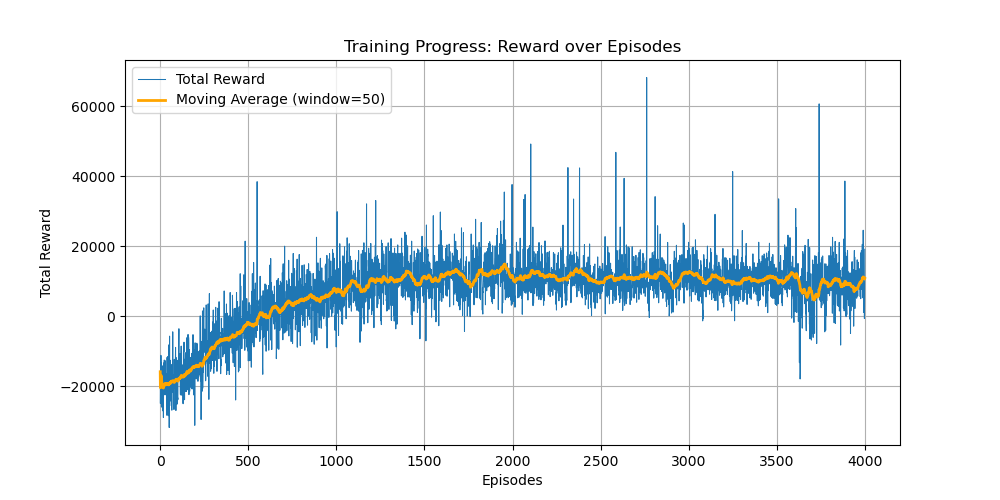 Training Progress: Reward over Episodes
Total Reward
Moving Average (window=50)
60000
40000
20000
0
−20000
Total Reward
0 500 1000 1500 2000 2500 3000 3500 4000
Episodes